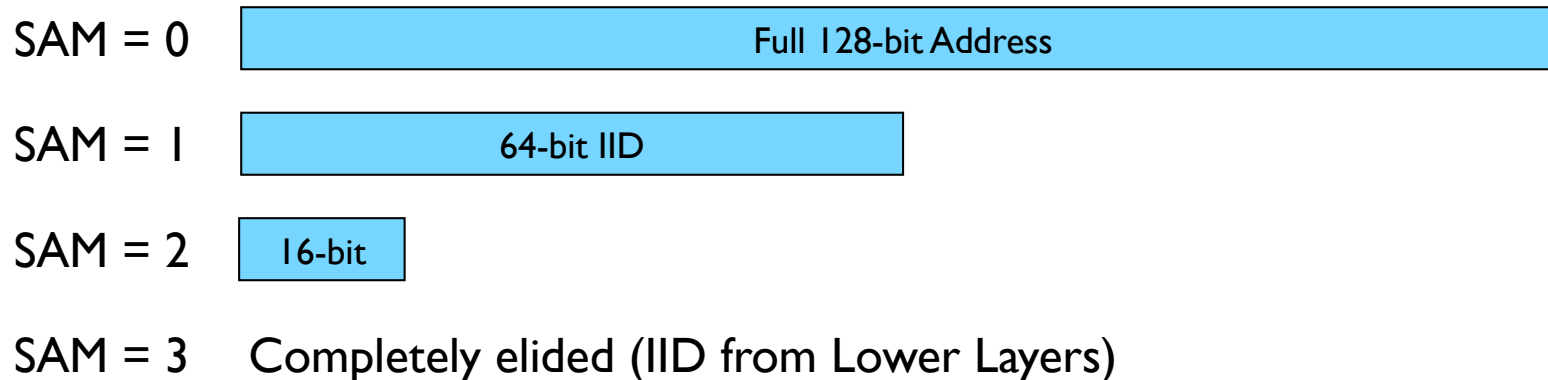 SAM = 0 Full 128-bit Address
SAM = 1 64-bit IID
SAM = 2 16-bit
SAM = 3 Completely elided (IID from Lower Layers)